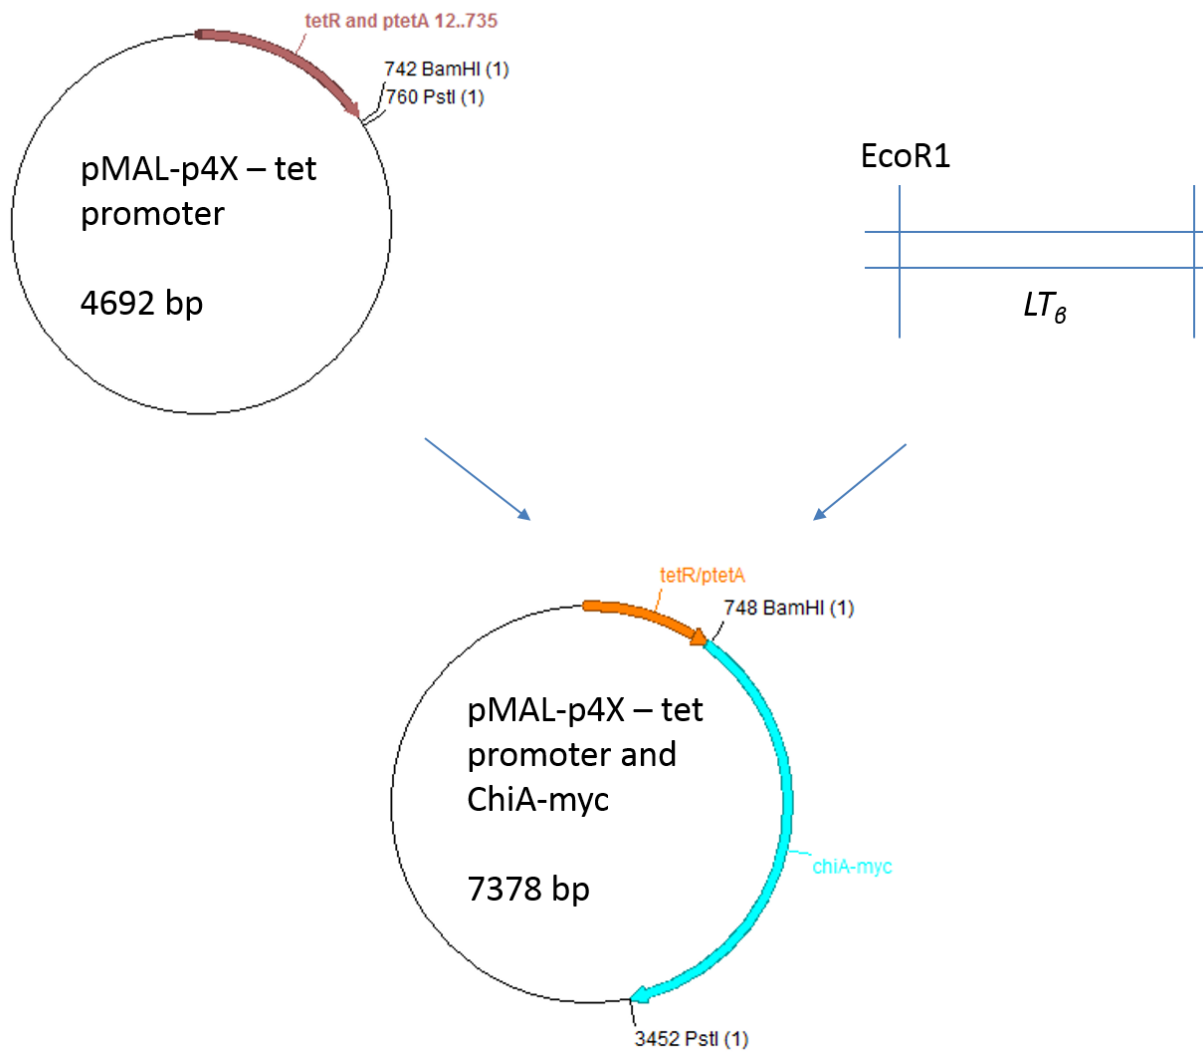 tetR and ptetA 12..735
742 BamHI (1)
760 PstI (1)
pMAL-p4X – tet
promoter
4692 bp
EcoR1
LTβ
tetR/ptetA
748 BamHI (1)
pMAL-p4X – tet
promoter and
ChiA-myc
7378 bp
chiA-myc
3452 PstI (1)